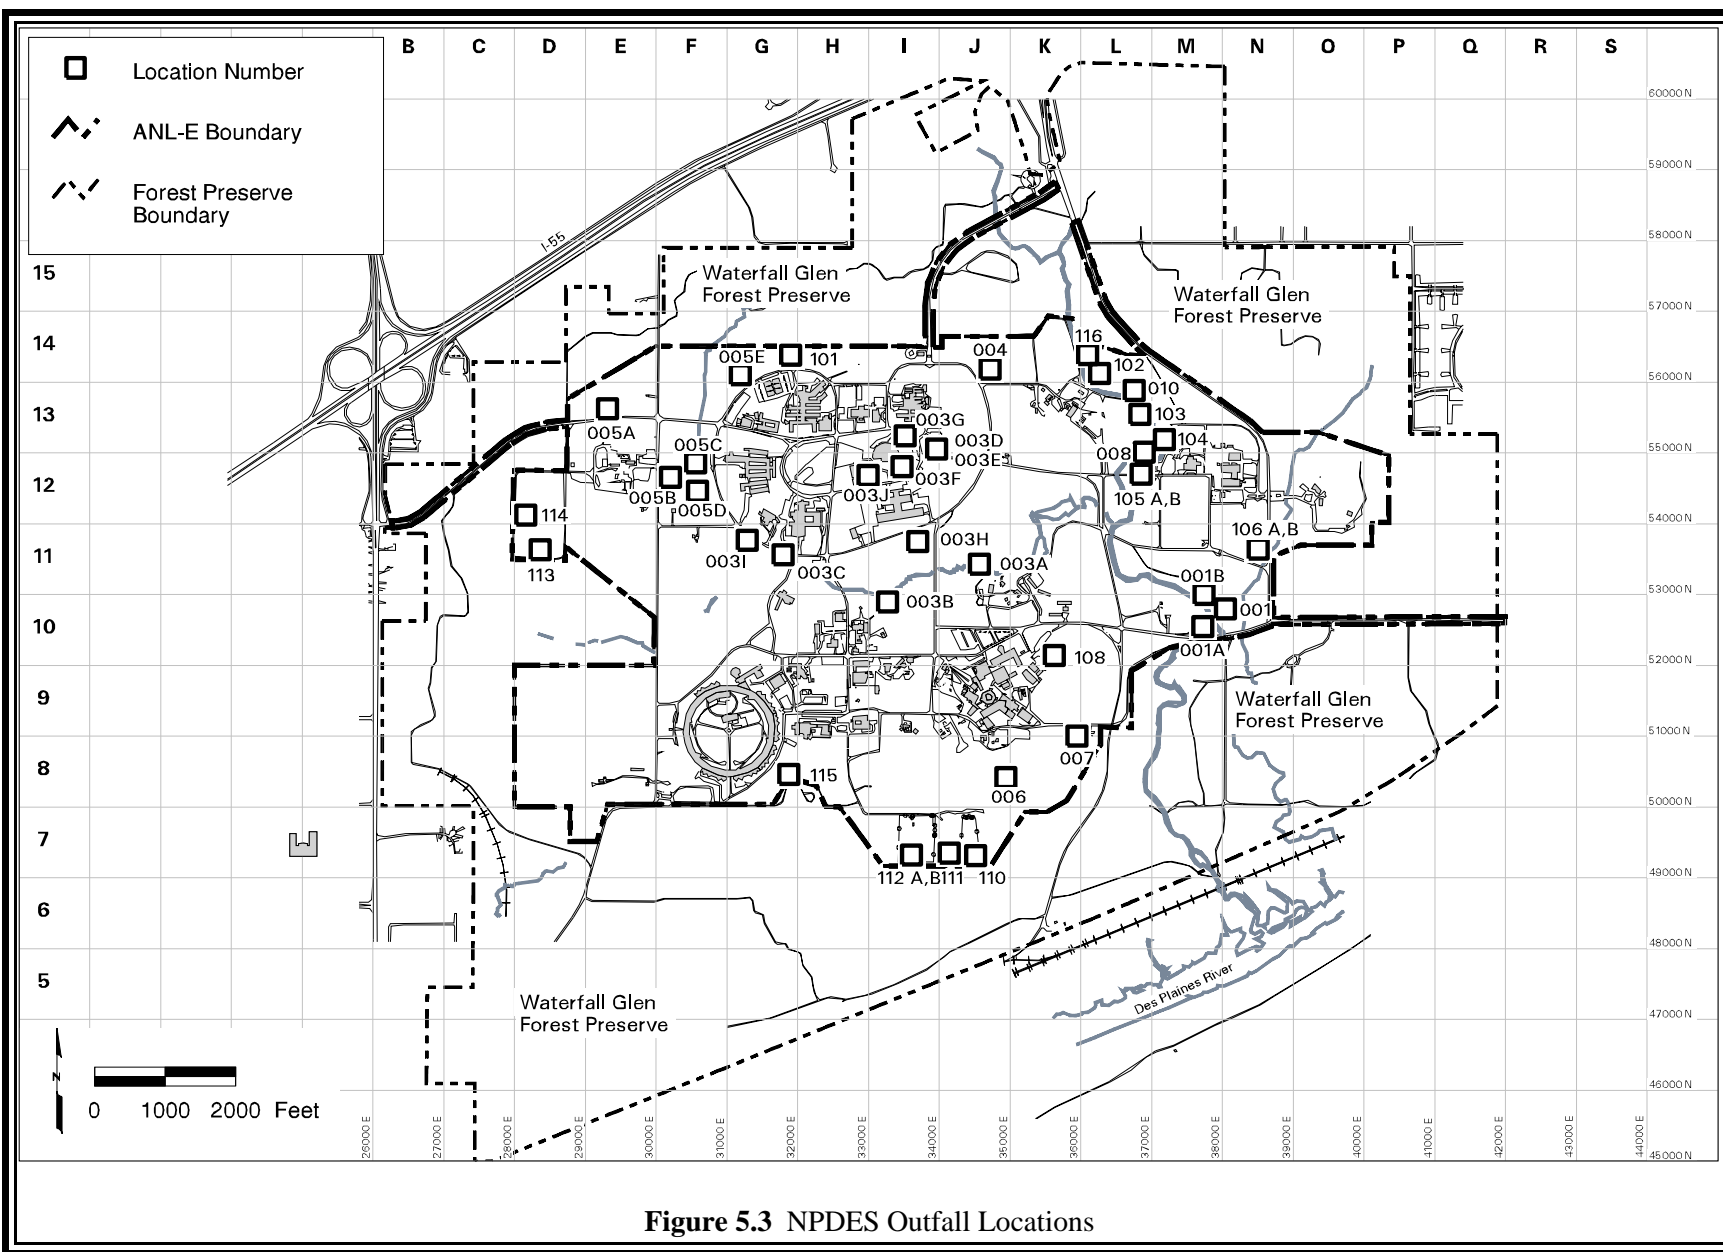 B C D E F G H I J K L M N O P Q R S
Location Number
ANL-E Boundary
Forest Preserve
Boundary
60000 N
59000 N
58000 N
57000 N
56000 N
55000 N
54000 N
53000 N
52000 N
51000 N
50000 N
49000 N
48000 N
47000 N
46000 N
45000 N
15
14
13
12
11
10
9
8
7
6
5
I-55
Waterfall Glen
Forest Preserve
Waterfall Glen
Forest Preserve
005E
101
004
116
102
010
103
005A
005C
003G
003D
003E
104
008
005B
005D
003J
003F
105 A,B
114
113
003I
003C
003H
003A
106 A,B
001B
001
001A
003B
108
Waterfall Glen
Forest Preserve
007
115
006
112 A,B
111
110
Waterfall Glen
Forest Preserve
Des Plaines River
N
0 1000 2000 Feet
26000 E
27000 E
28000 E
29000 E
30000 E
31000 E
32000 E
33000 E
34000 E
35000 E
36000 E
37000 E
38000 E
39000 E
40000 E
41000 E
42000 E
43000 E
44000 E
Figure 5.3 NPDES Outfall Locations